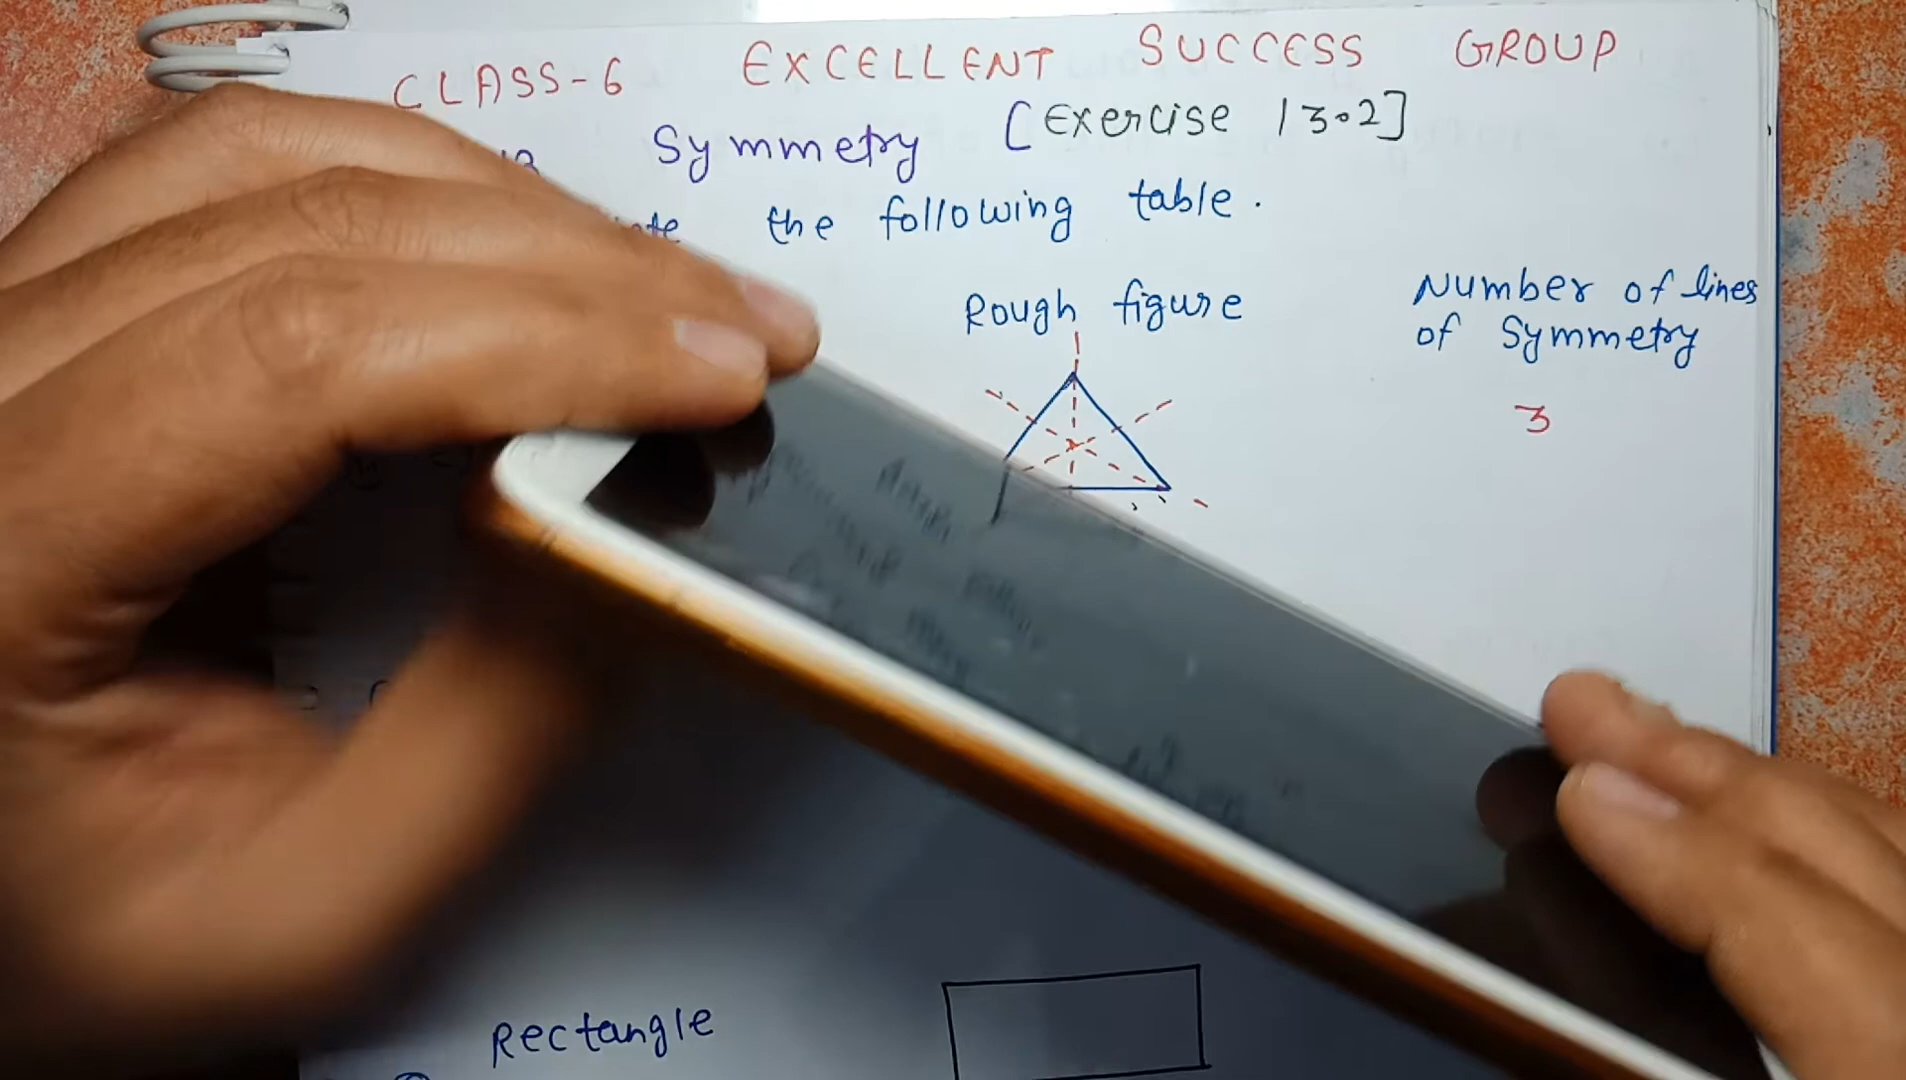 CLASS-6 EXCELLENT SUCCESS GROUP
Symmetry [Exercise 13.2]
the following table.
Rough figure
Number of lines
of Symmetry
3
Rectangle